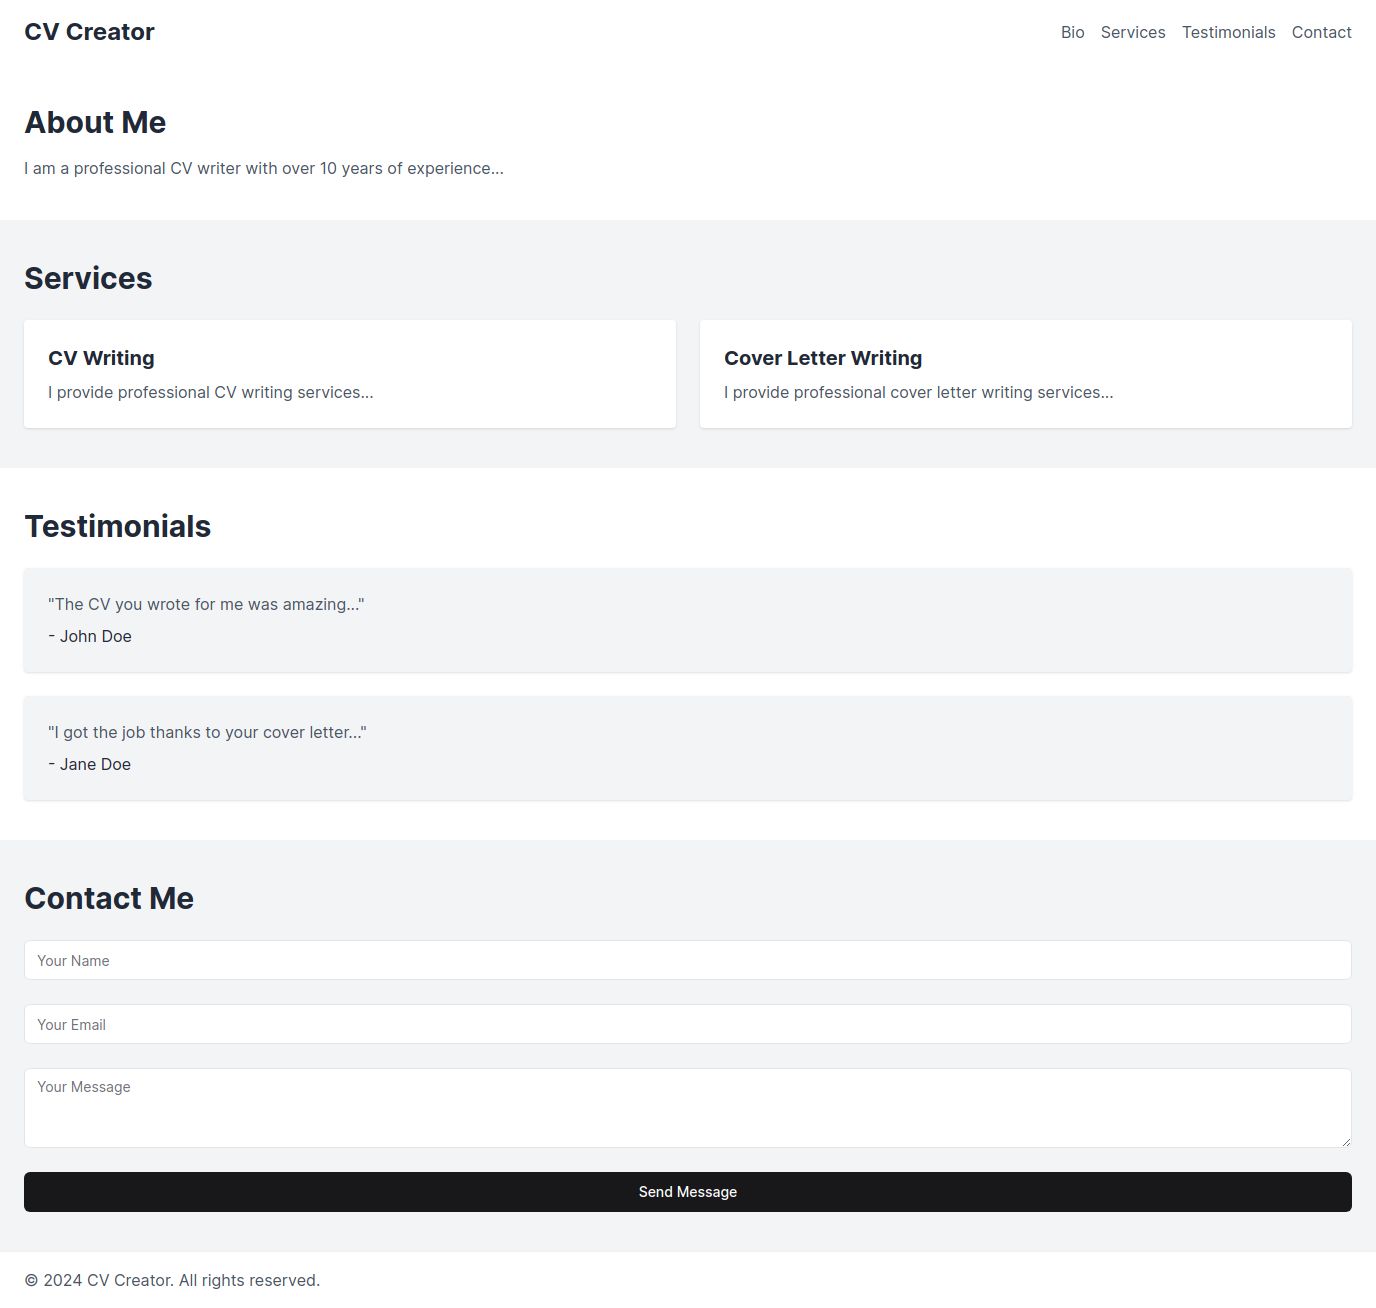 CV Creator
Bio Services Testimonials Contact
About Me
I am a professional CV writer with over 10 years of experience...
Services
CV Writing
I provide professional CV writing services...
Cover Letter Writing
I provide professional cover letter writing services...
Testimonials
"The CV you wrote for me was amazing..."
- John Doe
"I got the job thanks to your cover letter..."
- Jane Doe
Contact Me
Your Name
Your Email
Your Message
Send Message
© 2024 CV Creator. All rights reserved.